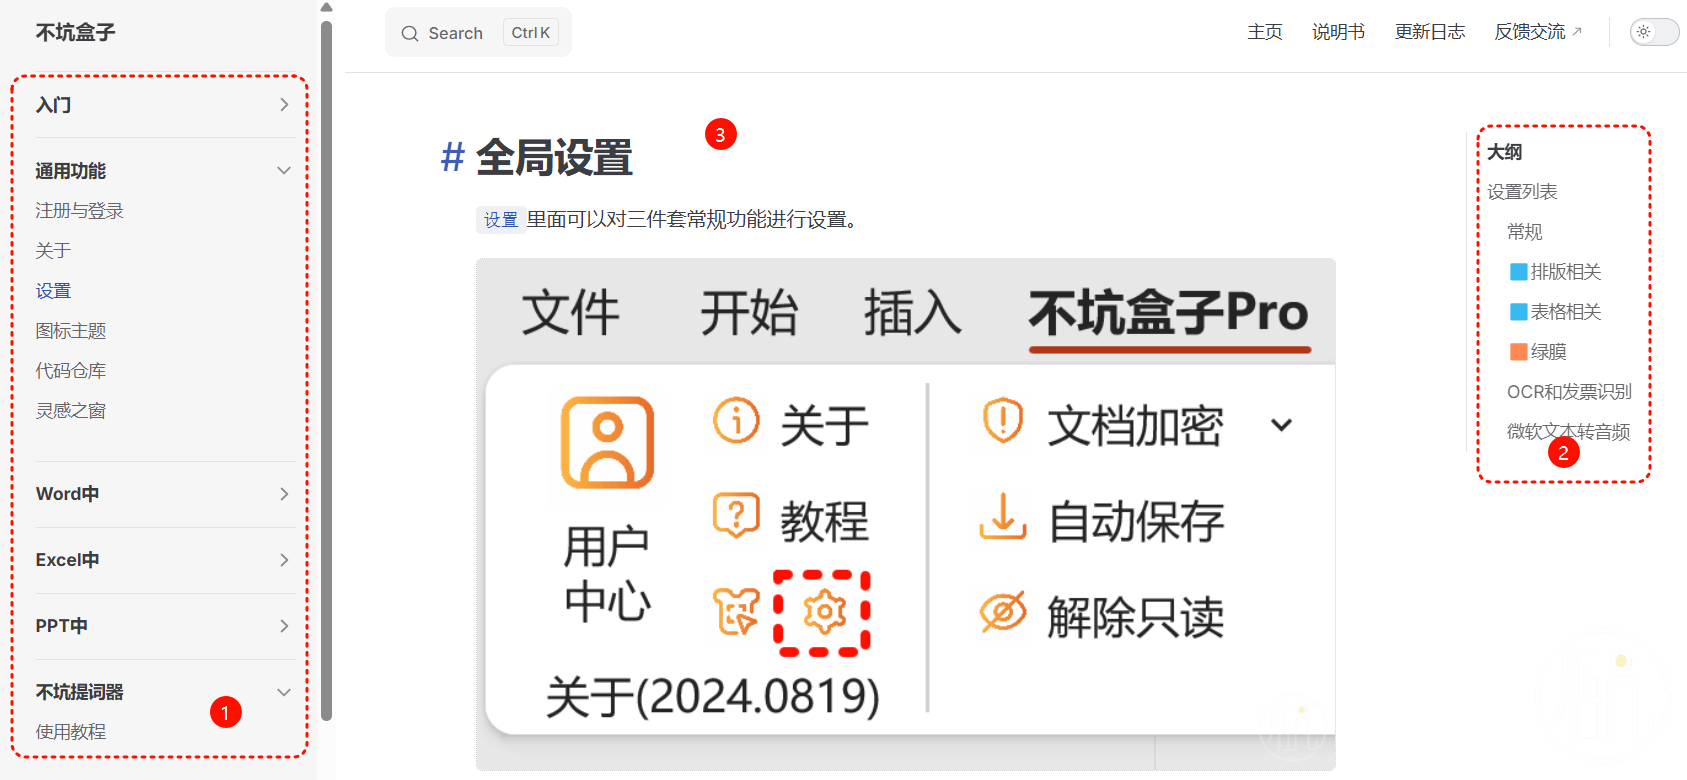 不坑盒子
Search Ctrl K
主页 说明书 更新日志 反馈交流
入门
通用功能
注册与登录
关于
设置
图标主题
代码仓库
灵感之窗
Word中
Excel中
PPT中
不坑提词器
使用教程
1
# 全局设置
3
设置里面可以对三件套常规功能进行设置。
文件 开始 插入 不坑盒子Pro
用户
中心
关于
教程
关于(2024.0819)
文档加密
自动保存
解除只读
大纲
设置列表
常规
排版相关
表格相关
绿膜
OCR和发票识别
微软文本转音频
2